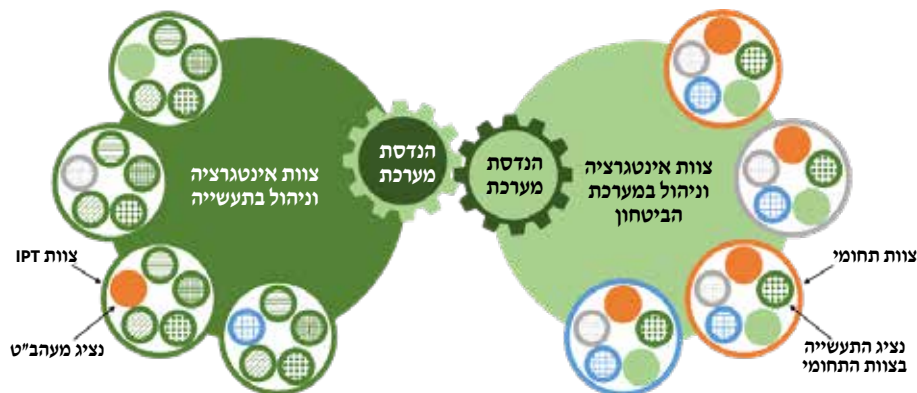 צוות אינטגרציה
וניהול במערכת
הביטחון
הנדסת
מערכת
הנדסת
מערכת
צוות אינטגרציה
וניהול בתעשייה
צוות תחומי
נציג התעשייה
בצוות התחומי
צוות IPT
נציג מעהב"ט